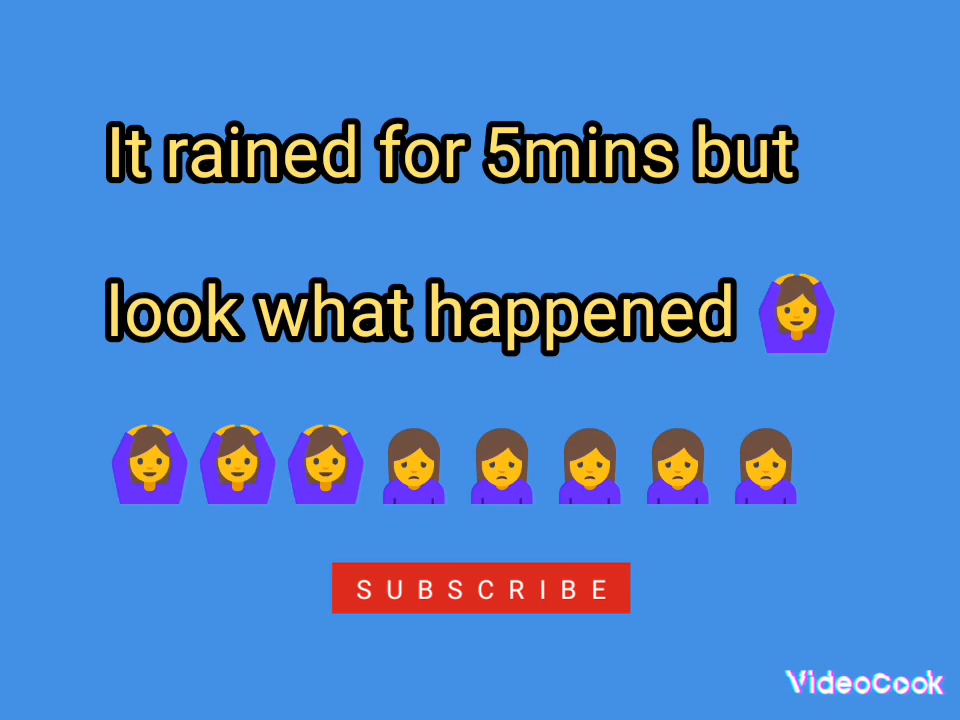 It rained for 5mins but
look what happened 🙆‍♀️
🙆‍♀️🙆‍♀️🙆‍♀️🙍‍♀️🙍‍♀️🙍‍♀️🙍‍♀️🙍‍♀️
SUBSCRIBE
VideoCook